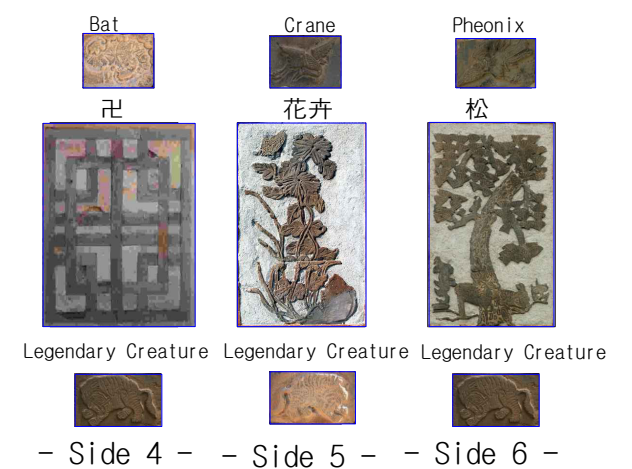 Bat Crane Pheonix
卍 花卉 松
Legendary Creature Legendary Creature Legendary Creature
- Side 4 - - Side 5 - - Side 6 -